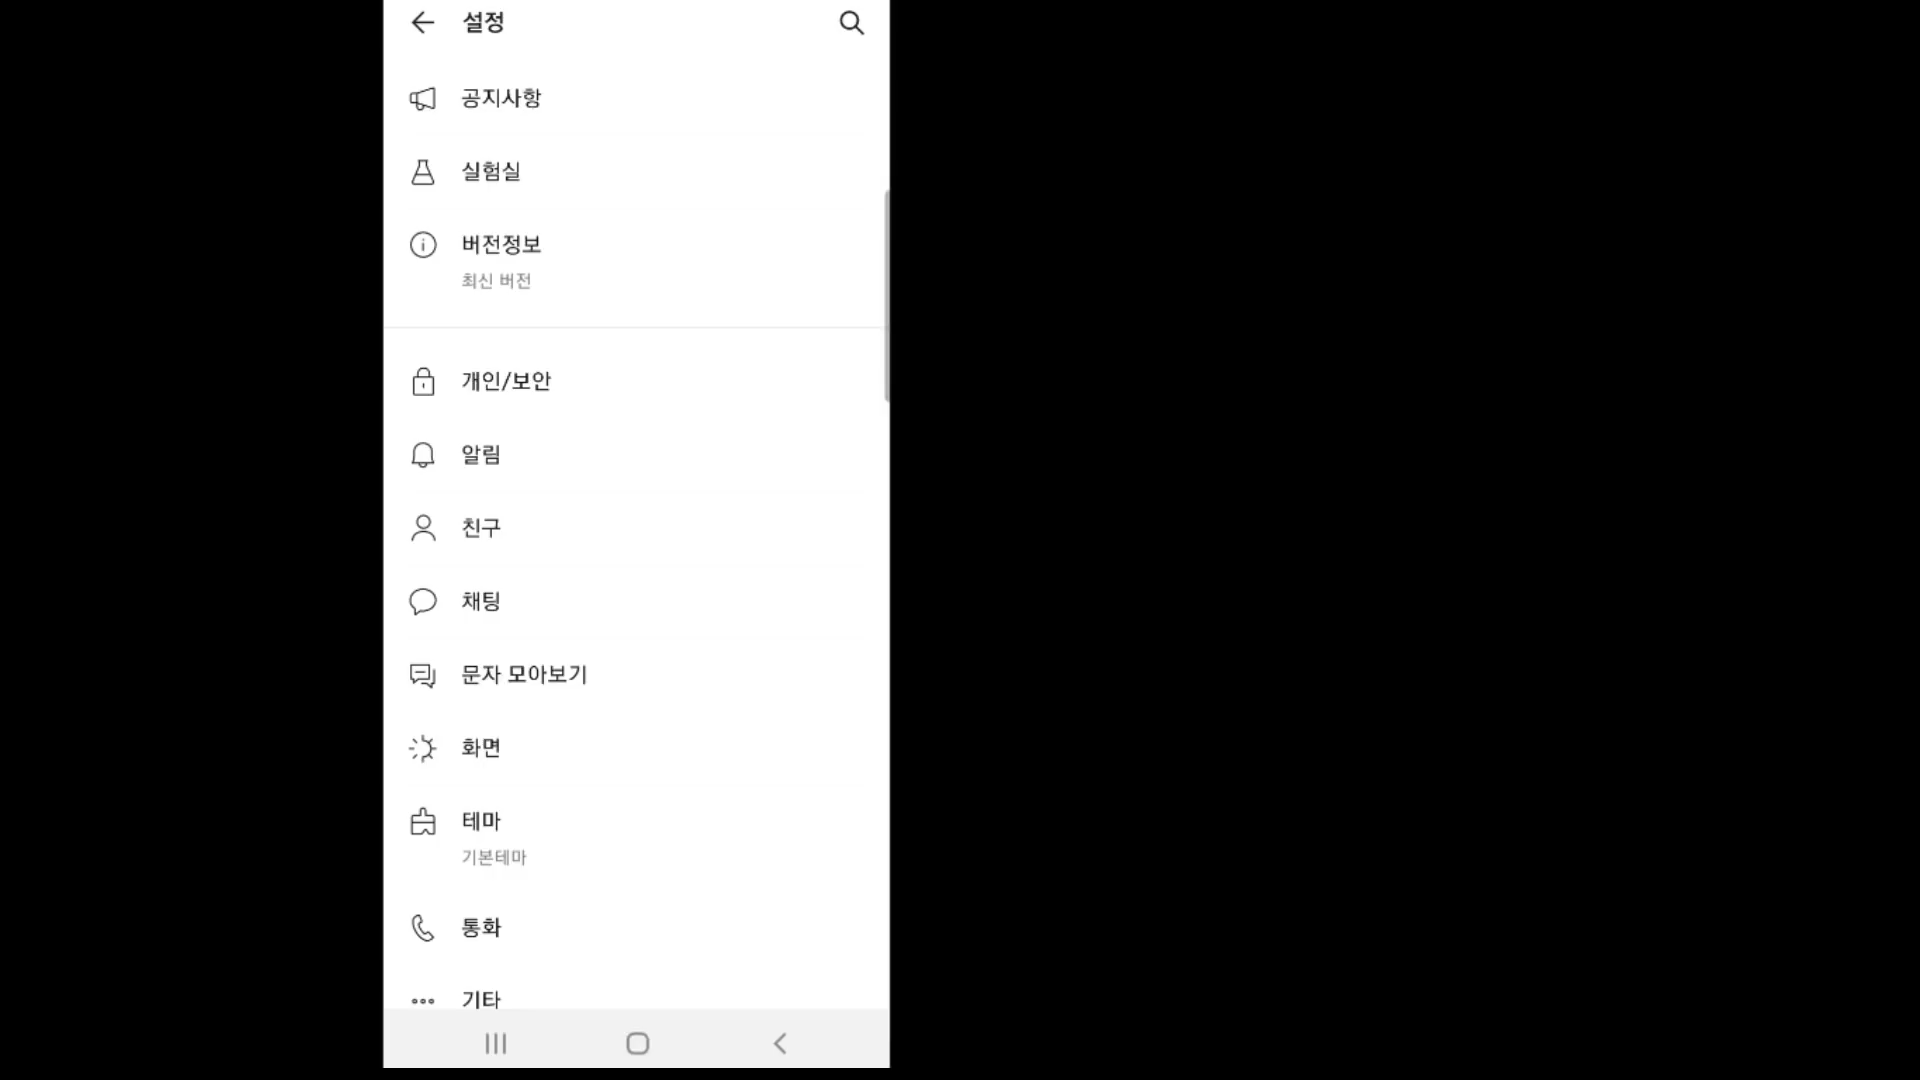 설정
공지사항
실험실
버전정보
최신 버전
개인/보안
알림
친구
채팅
문자 모아보기
화면
테마
기본테마
통화
기타